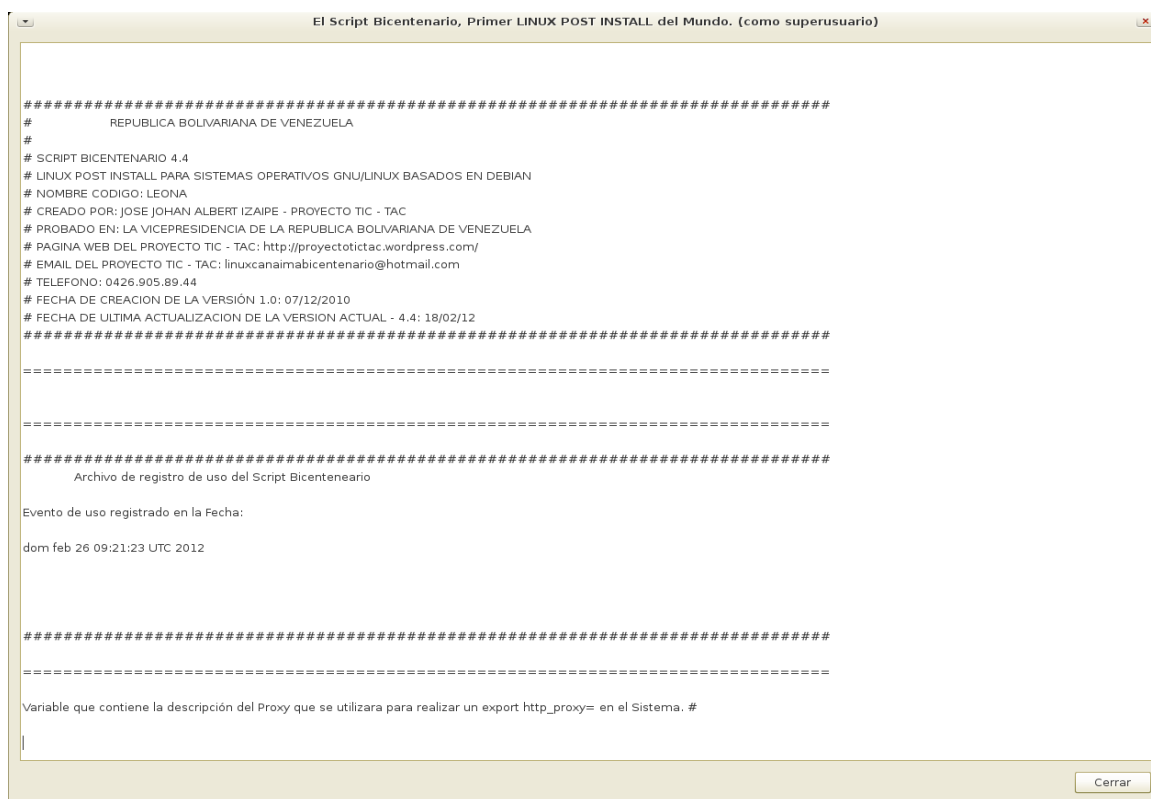 El Script Bicentenario, Primer LINUX POST INSTALL del Mundo. (como superusuario)
################################################################################
# REPUBLICA BOLIVARIANA DE VENEZUELA
#
# SCRIPT BICENTENARIO 4.4
# LINUX POST INSTALL PARA SISTEMAS OPERATIVOS GNU/LINUX BASADOS EN DEBIAN
# NOMBRE CODIGO: LEONA
# CREADO POR: JOSE JOHAN ALBERT IZAIPE - PROYECTO TIC - TAC
# PROBADO EN: LA VICEPRESIDENCIA DE LA REPUBLICA BOLIVARIANA DE VENEZUELA
# PAGINA WEB DEL PROYECTO TIC - TAC: http://proyectotictac.wordpress.com/
# EMAIL DEL PROYECTO TIC - TAC: linuxcanaimabicentenario@hotmail.com
# TELEFONO: 0426.905.89.44
# FECHA DE CREACION DE LA VERSIÓN 1.0: 07/12/2010
# FECHA DE ULTIMA ACTUALIZACION DE LA VERSION ACTUAL - 4.4: 18/02/12
################################################################################
================================================================================
================================================================================
################################################################################
Archivo de registro de uso del Script Bicenteneario
Evento de uso registrado en la Fecha:
dom feb 26 09:21:23 UTC 2012
################################################################################
================================================================================
Variable que contiene la descripción del Proxy que se utilizara para realizar un export http_proxy= en el Sistema. #
Cerrar